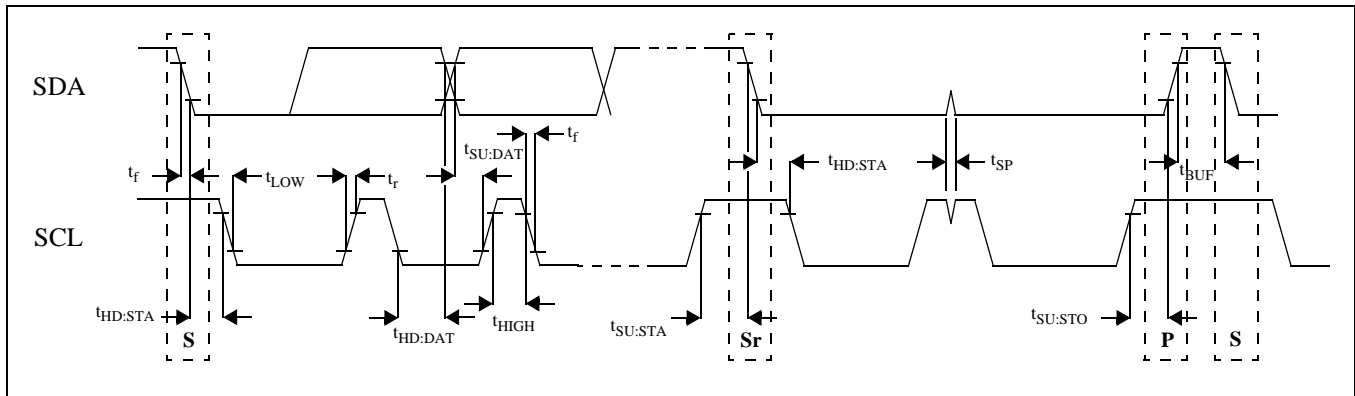 SDA
t_f
t_SU:DAT
t_f
t_LOW
t_r
t_HD:STA
t_SP
t_BUF
SCL
t_HD:STA
S
t_HD:DAT
t_HIGH
t_SU:STA
Sr
t_SU:STO
P
S